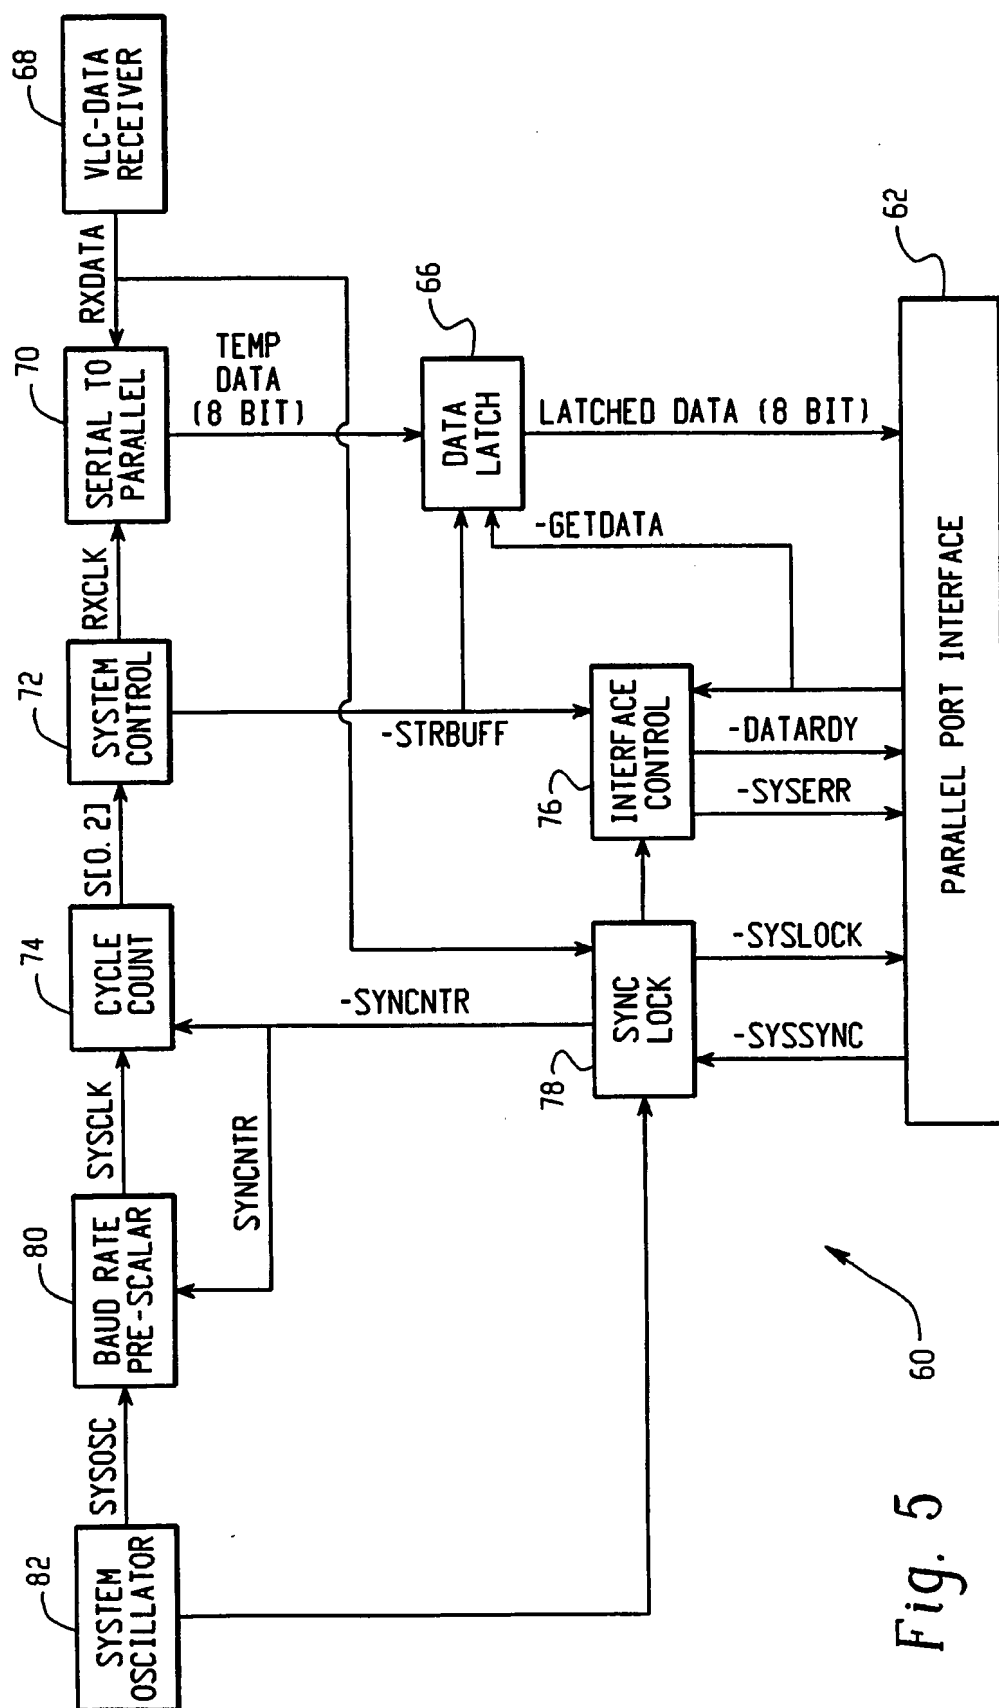 82
SYSTEM
OSCILLATOR
SYSOSC
80
BAUD RATE
PRE-SCALAR
SYSCLK
74
CYCLE
COUNT
S[0. 2]
72
SYSTEM
CONTROL
RXCLK
70
SERIAL TO
PARALLEL
RXDATA
68
VLC-DATA
RECEIVER
SYNCNTR
-SYNCNTR
-STRBUFF
TEMP
DATA
(8 BIT)
66
DATA
LATCH
-GETDATA
LATCHED DATA (8 BIT)
78
SYNC
LOCK
76
INTERFACE
CONTROL
-SYSSYNC
-SYSLOCK
-SYSERR
-DATARDY
62
PARALLEL PORT INTERFACE
60
Fig. 5